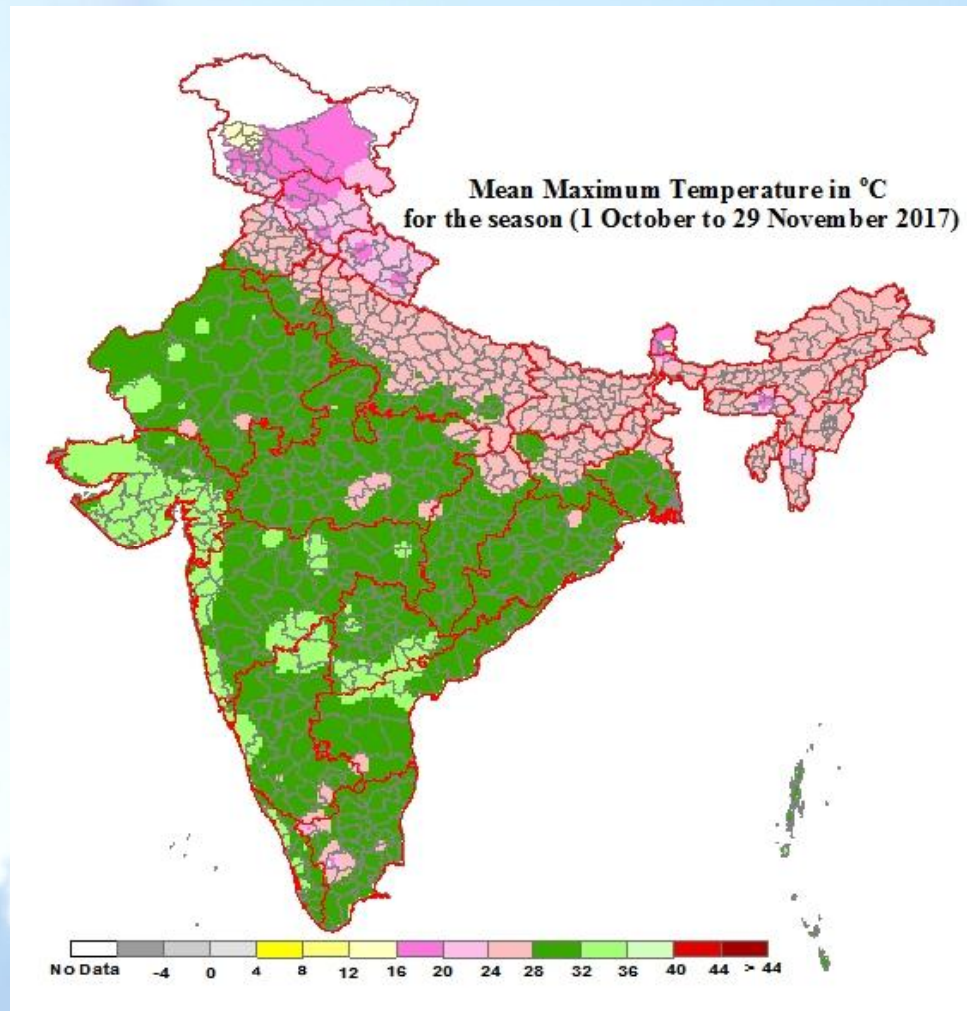 Mean Maximum Temperature in °C
for the season (1 October to 29 November 2017)
No Data -4 0 4 8 12 16 20 24 28 32 36 40 44 > 44